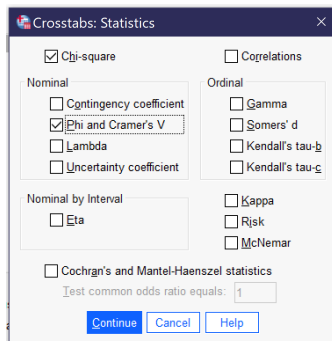 Crosstabs: Statistics
Chi-square
Correlations
Nominal
Contingency coefficient
Phi and Cramer's V
Lambda
Uncertainty coefficient
Ordinal
Gamma
Somers' d
Kendall's tau-b
Kendall's tau-c
Nominal by Interval
Eta
Kappa
Risk
McNemar
Cochran's and Mantel-Haenszel statistics
Test common odds ratio equals: 1
Continue Cancel Help